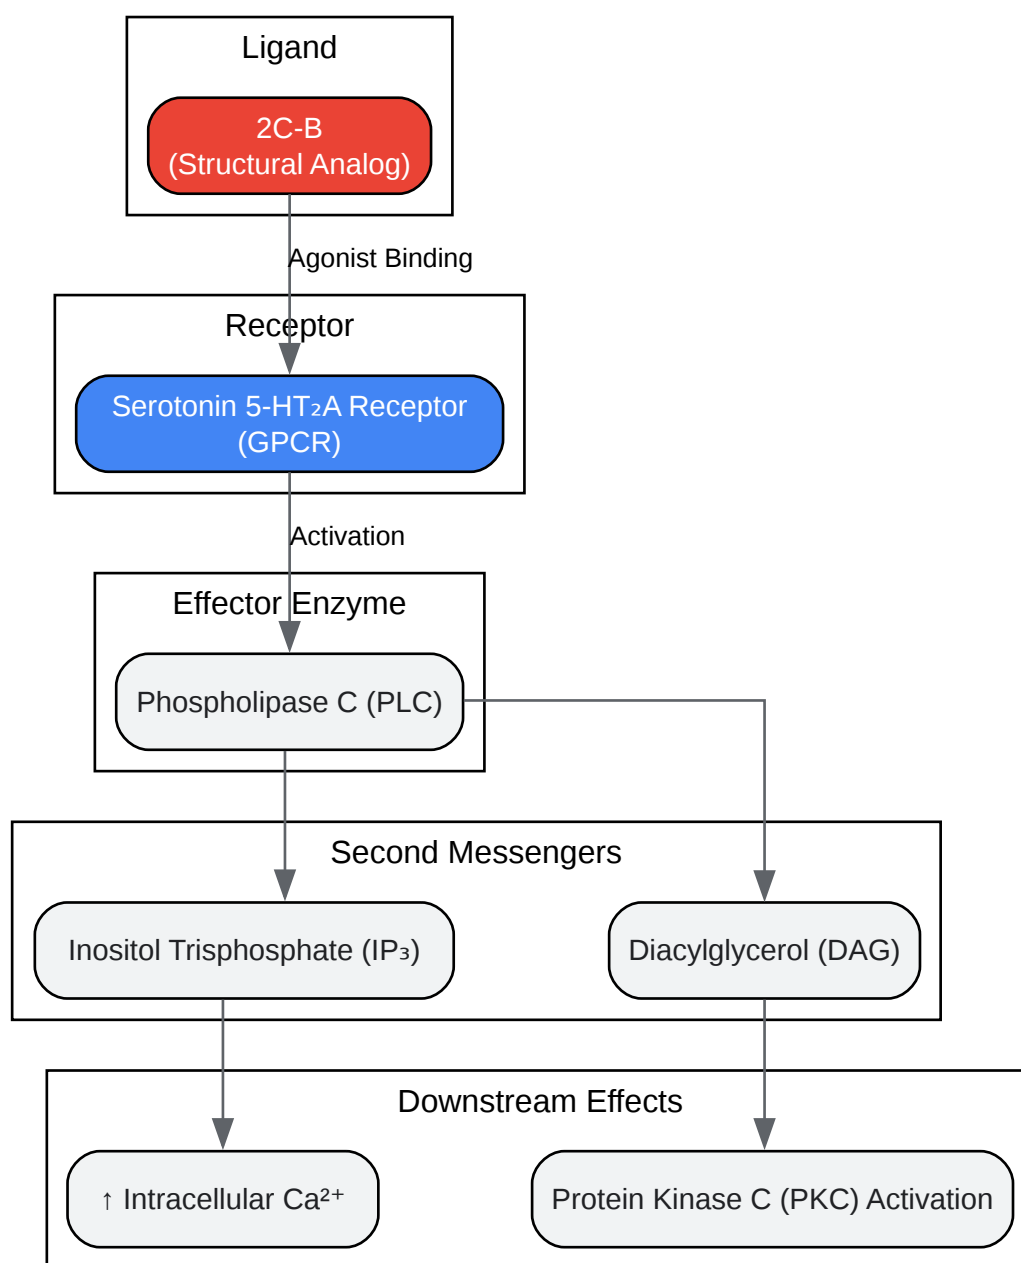 Ligand
2C-B
(Structural Analog)
Agonist Binding
Receptor
Serotonin 5-HT₂A Receptor
(GPCR)
Activation
Effector Enzyme
Phospholipase C (PLC)
Second Messengers
Inositol Trisphosphate (IP₃)
Diacylglycerol (DAG)
Downstream Effects
↑ Intracellular Ca²⁺
Protein Kinase C (PKC) Activation